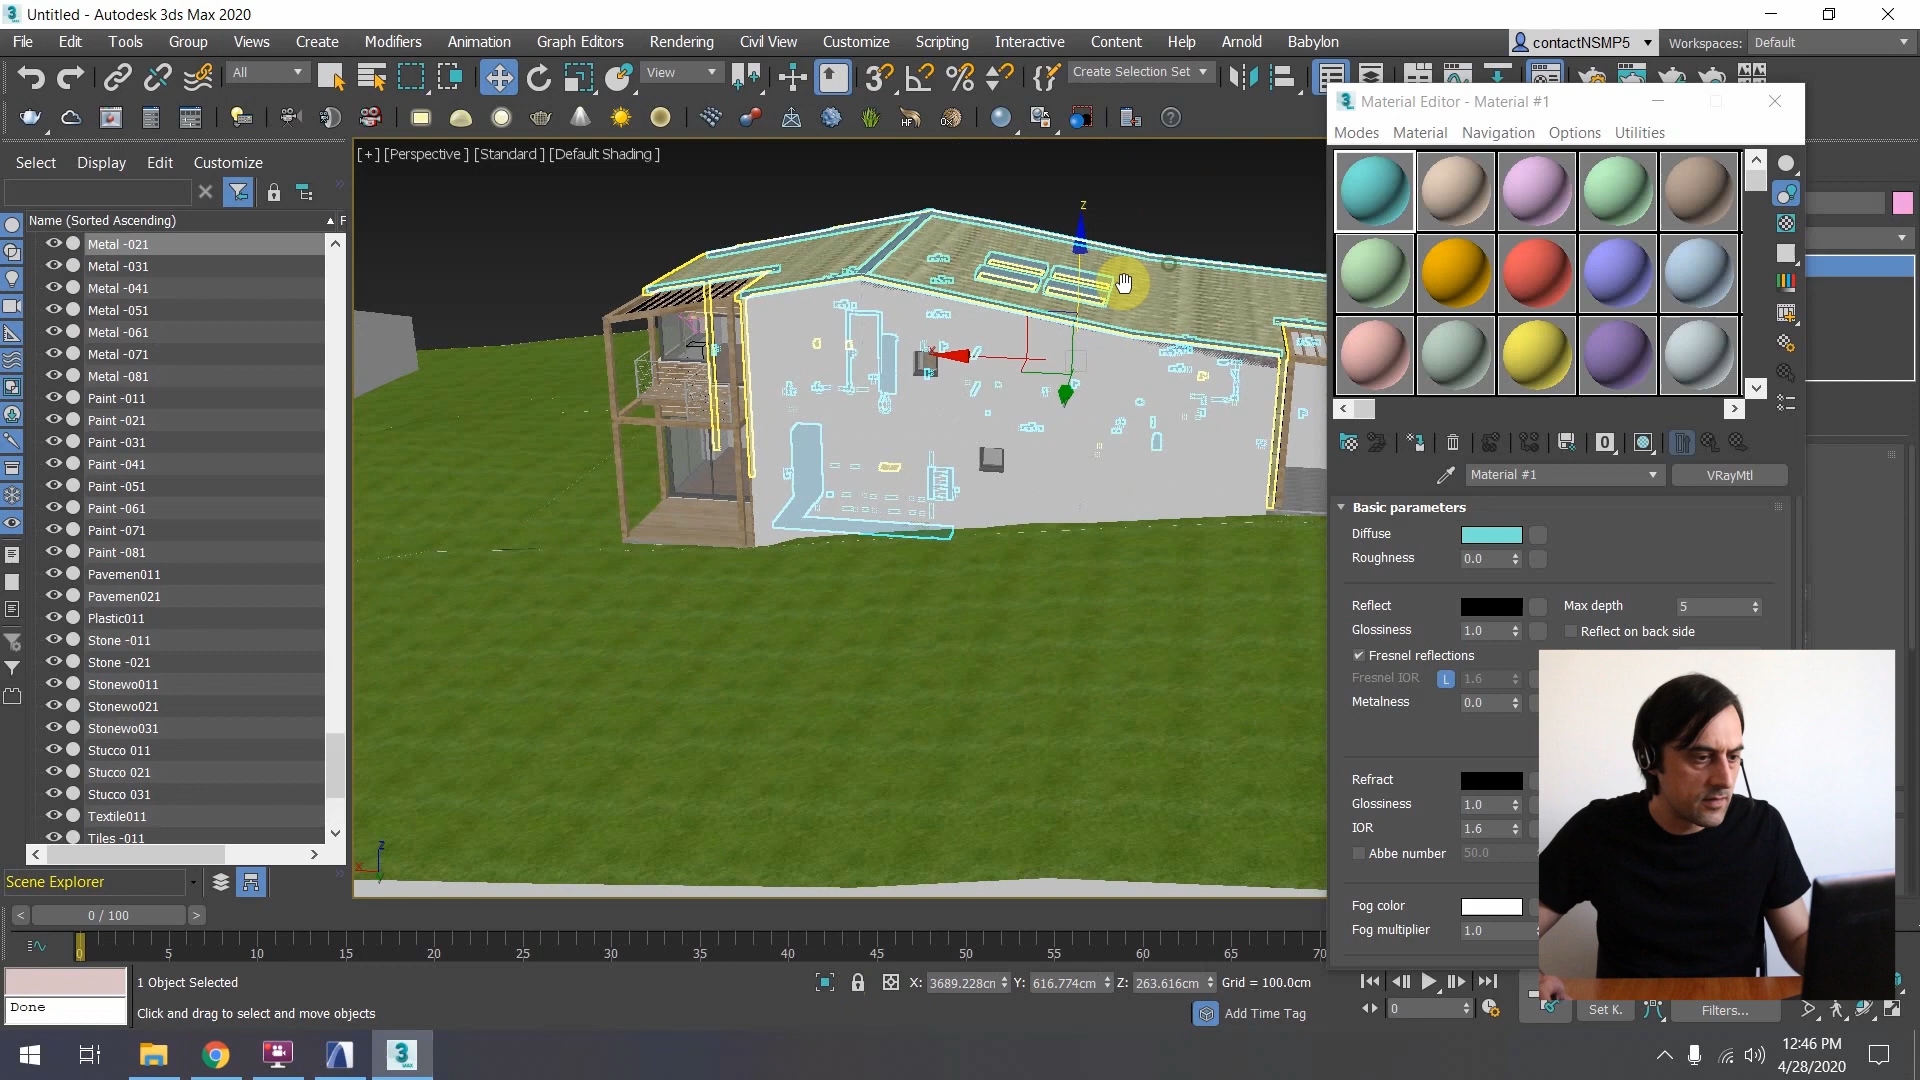 Untitled - Autodesk 3ds Max 2020
File Edit Tools Group Views Create Modifiers Animation Graph Editors Rendering Civil View Customize Scripting Interactive Content Help Arnold Babylon
contactNSMP5 Workspaces: Default
All View Create Selection Set
Material Editor - Material #1
Modes Material Navigation Options Utilities
Select Display Edit Customize
[+] [Perspective ] [Standard ] [Default Shading ]
Name (Sorted Ascending) F
Metal -021
Metal -031
Metal -041
Metal -051
Metal -061
Metal -071
Metal -081
Paint -011
Paint -021
Paint -031
Paint -041
Paint -051
Paint -061
Paint -071
Paint -081
Pavemen011
Pavemen021
Plastic011
Stone -011
Stone -021
Stonewo011
Stonewo021
Stonewo031
Stucco 011
Stucco 021
Stucco 031
Textile011
Tiles -011
Scene Explorer
z
x
z
x
Material #1 VRayMtl
Basic parameters
Diffuse
Roughness 0.0
Reflect Max depth 5
Glossiness 1.0 Reflect on back side
Fresnel reflections
Fresnel IOR L 1.6
Metalness 0.0
Refract
Glossiness 1.0
IOR 1.6
Abbe number 50.0
Fog color
Fog multiplier 1.0
0 / 100
0 5 10 15 20 25 30 35 40 45 50 55 60 65 70
1 Object Selected
X: 3689.228cm Y: 616.774cm Z: 263.616cm Grid = 100.0cm
Done
Click and drag to select and move objects
Add Time Tag
0
Set K. Filters...
12:46 PM
4/28/2020